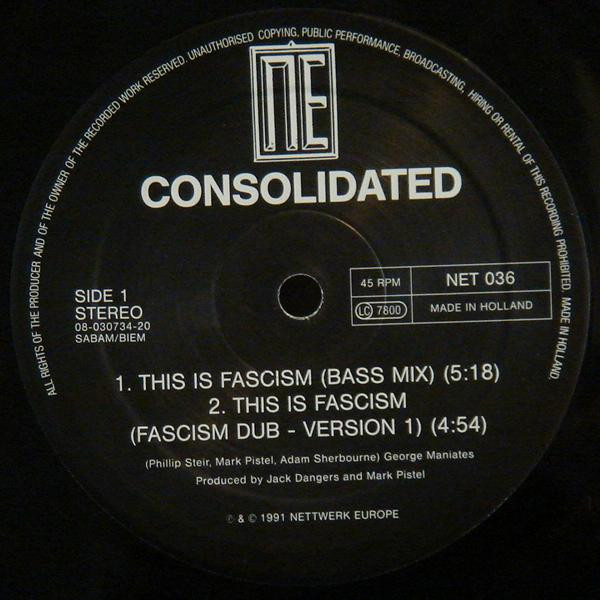 ALL RIGHTS OF THE PRODUCER AND OF THE OWNER OF THE RECORDED WORK RESERVED. UNAUTHORISED COPYING, PUBLIC PERFORMANCE, BROADCASTING, HIRING OR RENTAL OF THIS RECORDING PROHIBITED. MADE IN HOLLAND.
NE
CONSOLIDATED
SIDE 1
STEREO
08-030734-20
SABAM/BIEM
45 RPM
NET 036
LC 7600
MADE IN HOLLAND
1. THIS IS FASCISM (BASS MIX) (5:18)
2. THIS IS FASCISM
(FASCISM DUB - VERSION 1) (4:54)
(Phillip Steir, Mark Pistel, Adam Sherbourne) George Maniates
Produced by Jack Dangers and Mark Pistel
℗ & © 1991 NETTWERK EUROPE